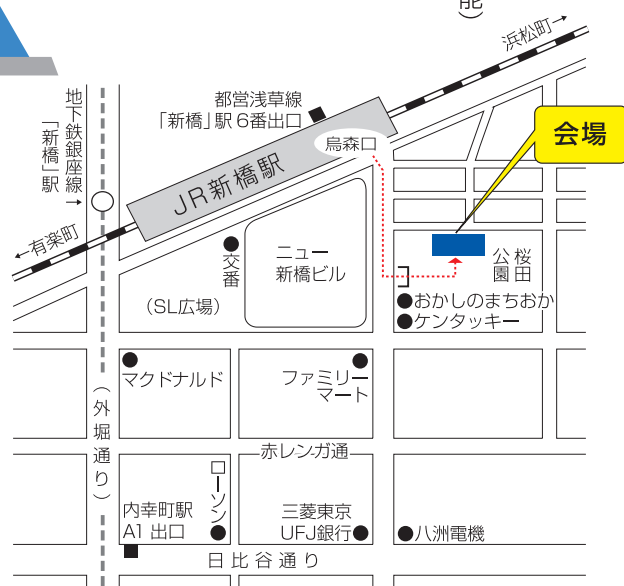 能)
浜松町→
都営浅草線
「新橋」駅 6番出口
地下鉄銀座線
「新橋」駅
→
烏森口
会場
JR新橋駅
←有楽町
交番
ニュー
新橋ビル
桜田
公園
(SL広場)
おかしのまちおか
ケンタッキー
マクドナルド
ファミリー
マート
(外堀通り)
赤レンガ通
ローソン
内幸町駅
A1 出口
三菱東京
UFJ銀行
八洲電機
日比谷通り